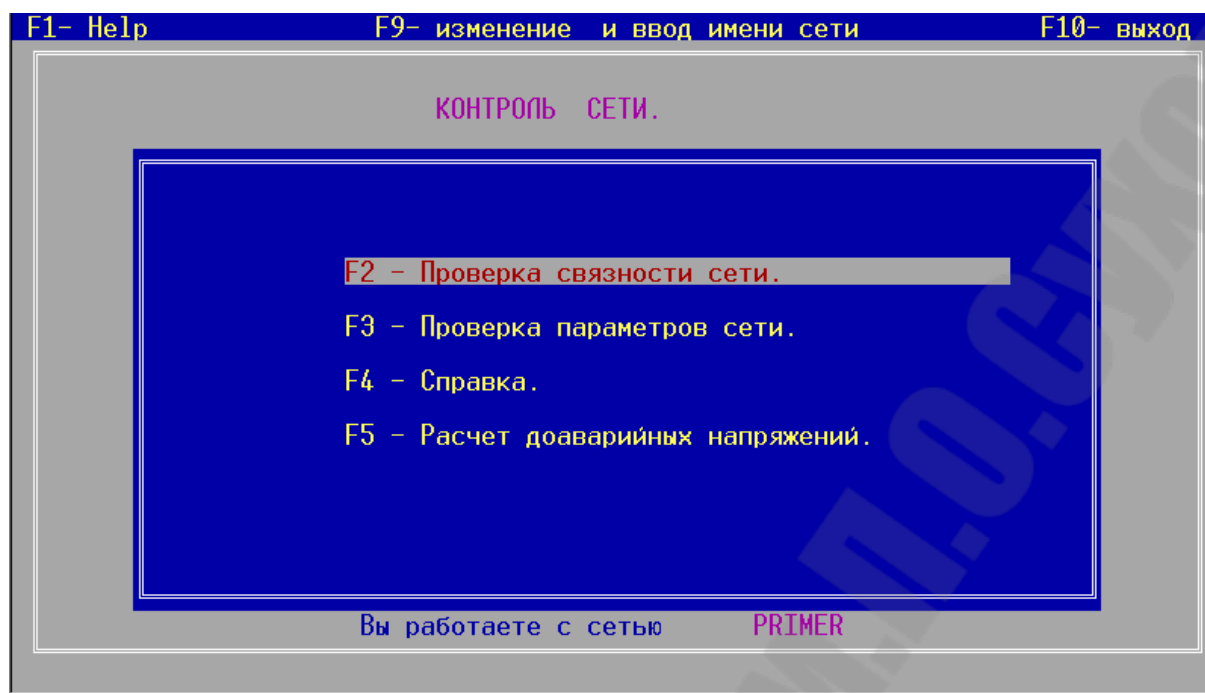 F1- Help F9- изменение и ввод имени сети F10- выход
КОНТРОЛЬ СЕТИ.
F2 - Проверка связности сети.
F3 - Проверка параметров сети.
F4 - Справка.
F5 - Расчет доаварийных напряжений.
Вы работаете с сетью PRIMER